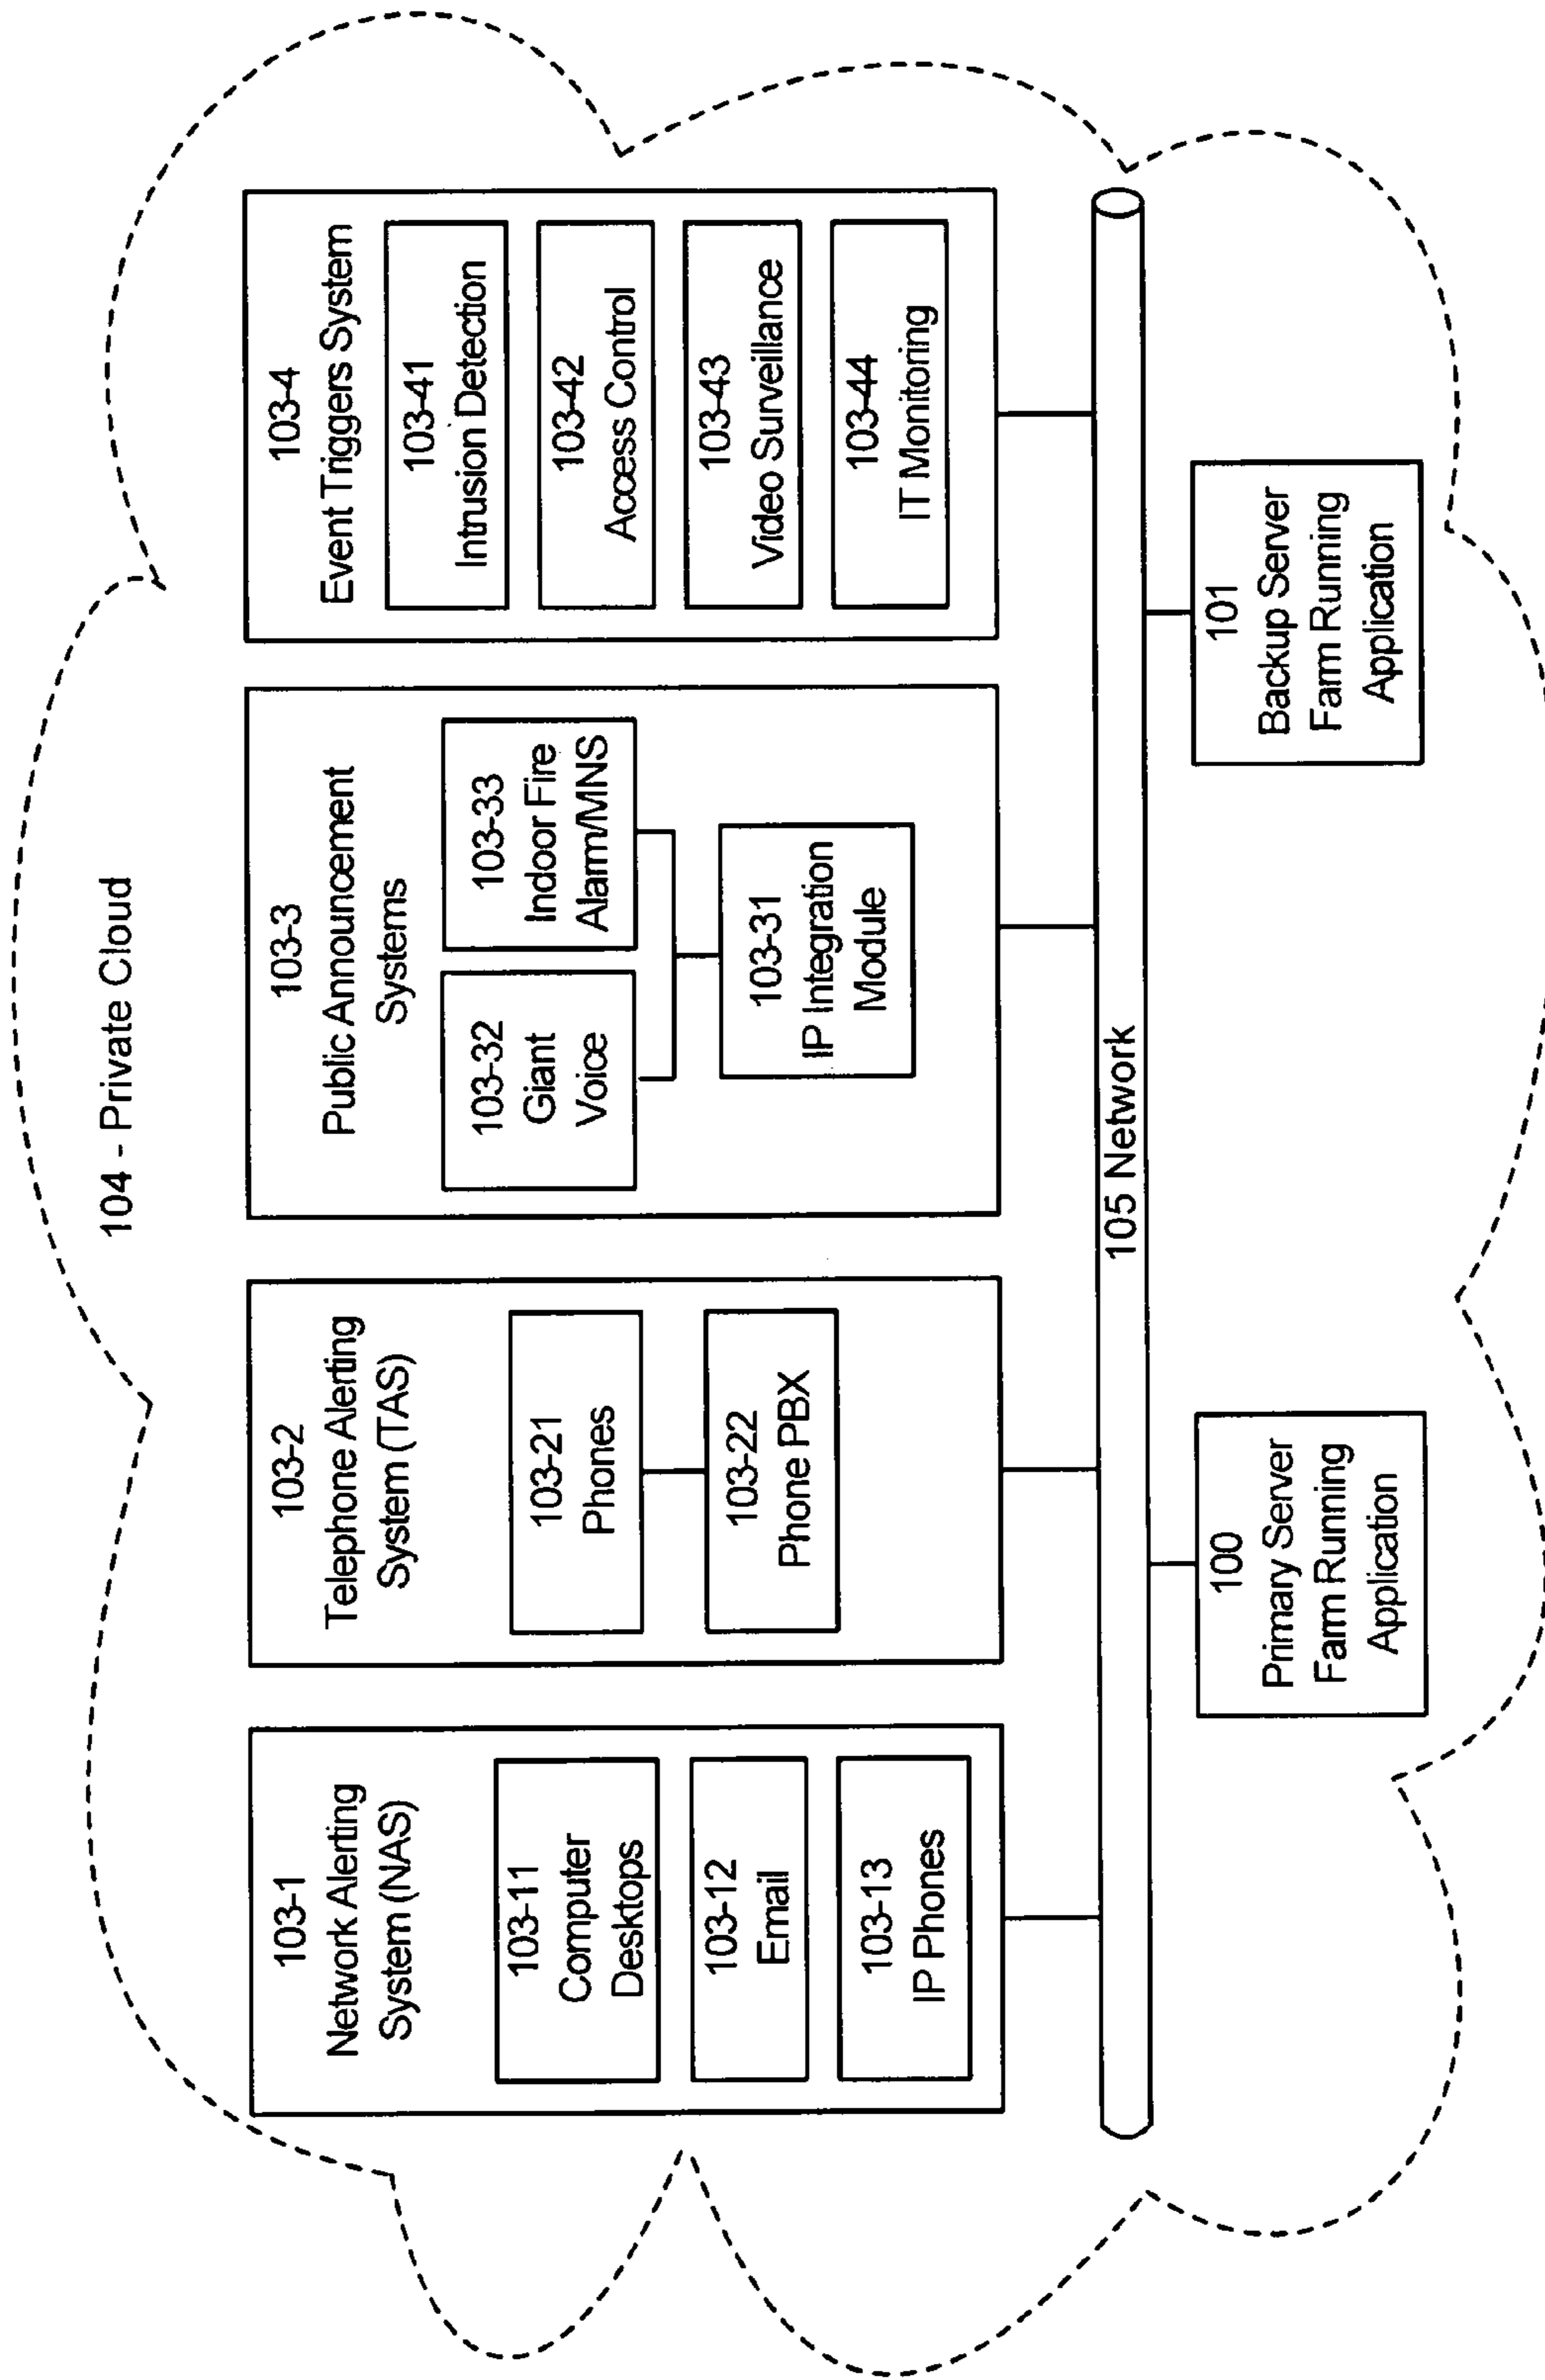 104 - Private Cloud
103-1
Network Alerting
System (NAS)
103-11
Computer
Desktops
103-12
Email
103-13
IP Phones
103-2
Telephone Alerting
System (TAS)
103-21
Phones
103-22
Phone PBX
103-3
Public Announcement
Systems
103-32
Giant
Voice
103-33
Indoor Fire
Alarm/MNS
103-31
IP Integration
Module
103-4
Event Triggers System
103-41
Intrusion Detection
103-42
Access Control
103-43
Video Surveillance
103-44
IT Monitoring
105 Network
100
Primary Server
Farm Running
Application
101
Backup Server
Farm Running
Application